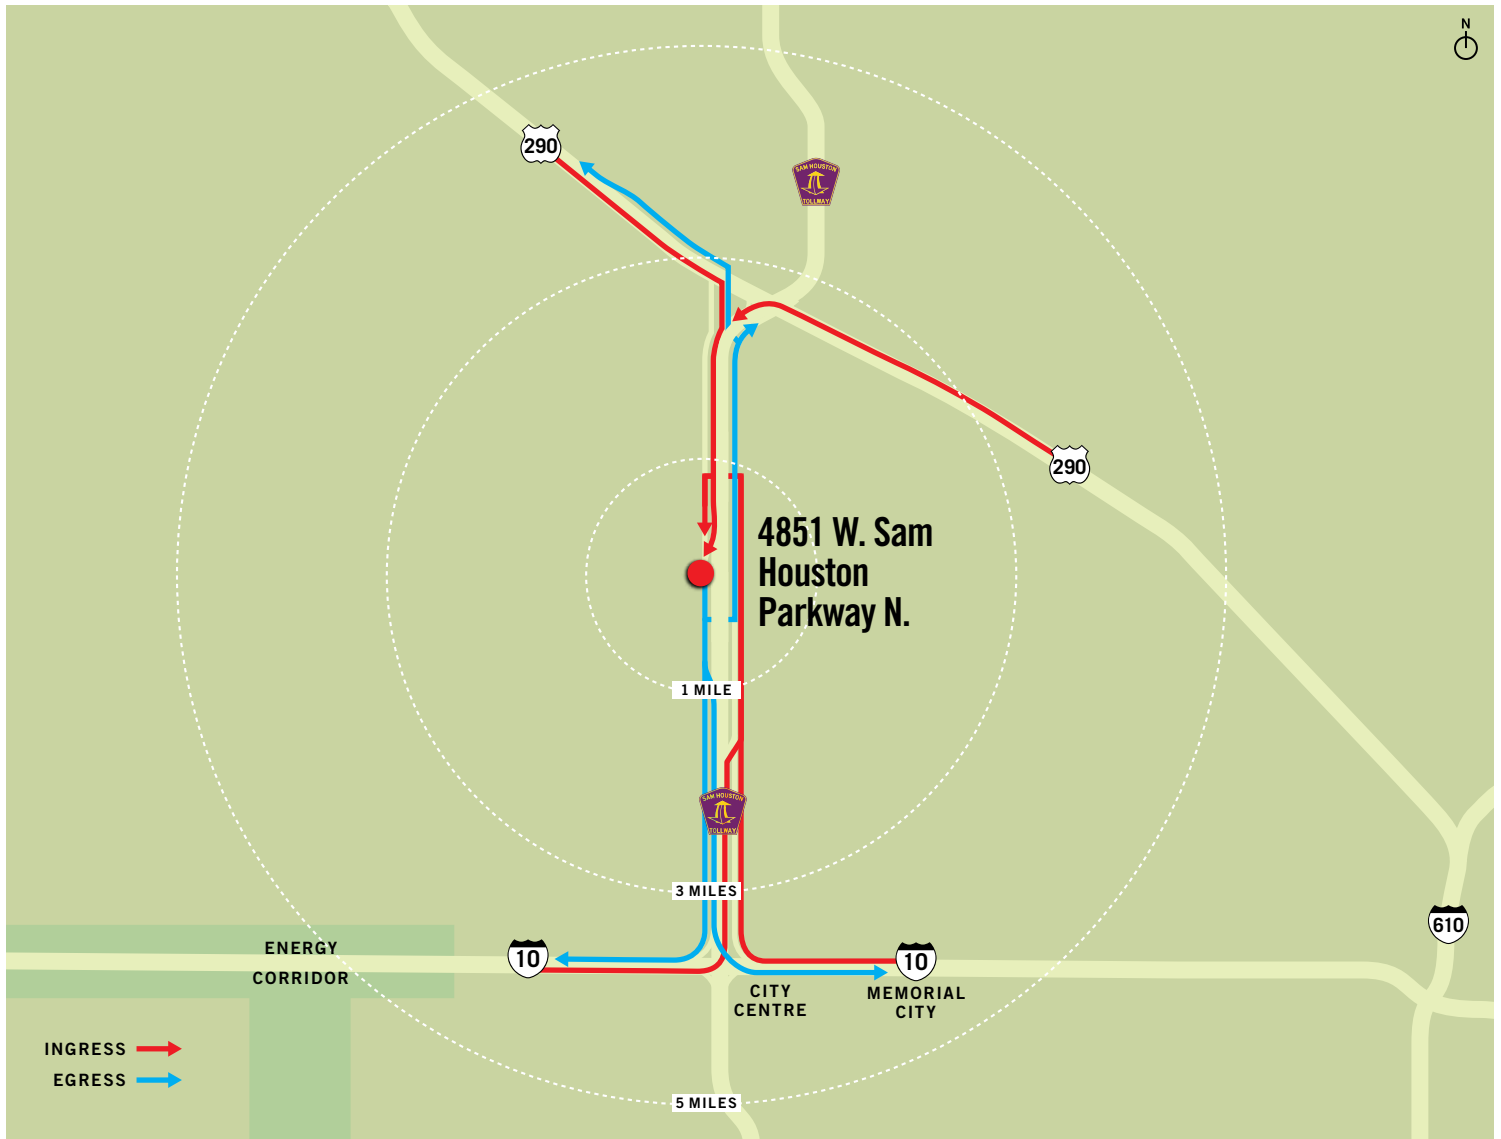 N
290
SAM HOUSTON
TOLLWAY
290
4851 W. Sam
Houston
Parkway N.
1 MILE
SAM HOUSTON
TOLLWAY
3 MILES
610
ENERGY
CORRIDOR
10
10
CITY
CENTRE
MEMORIAL
CITY
INGRESS
EGRESS
5 MILES